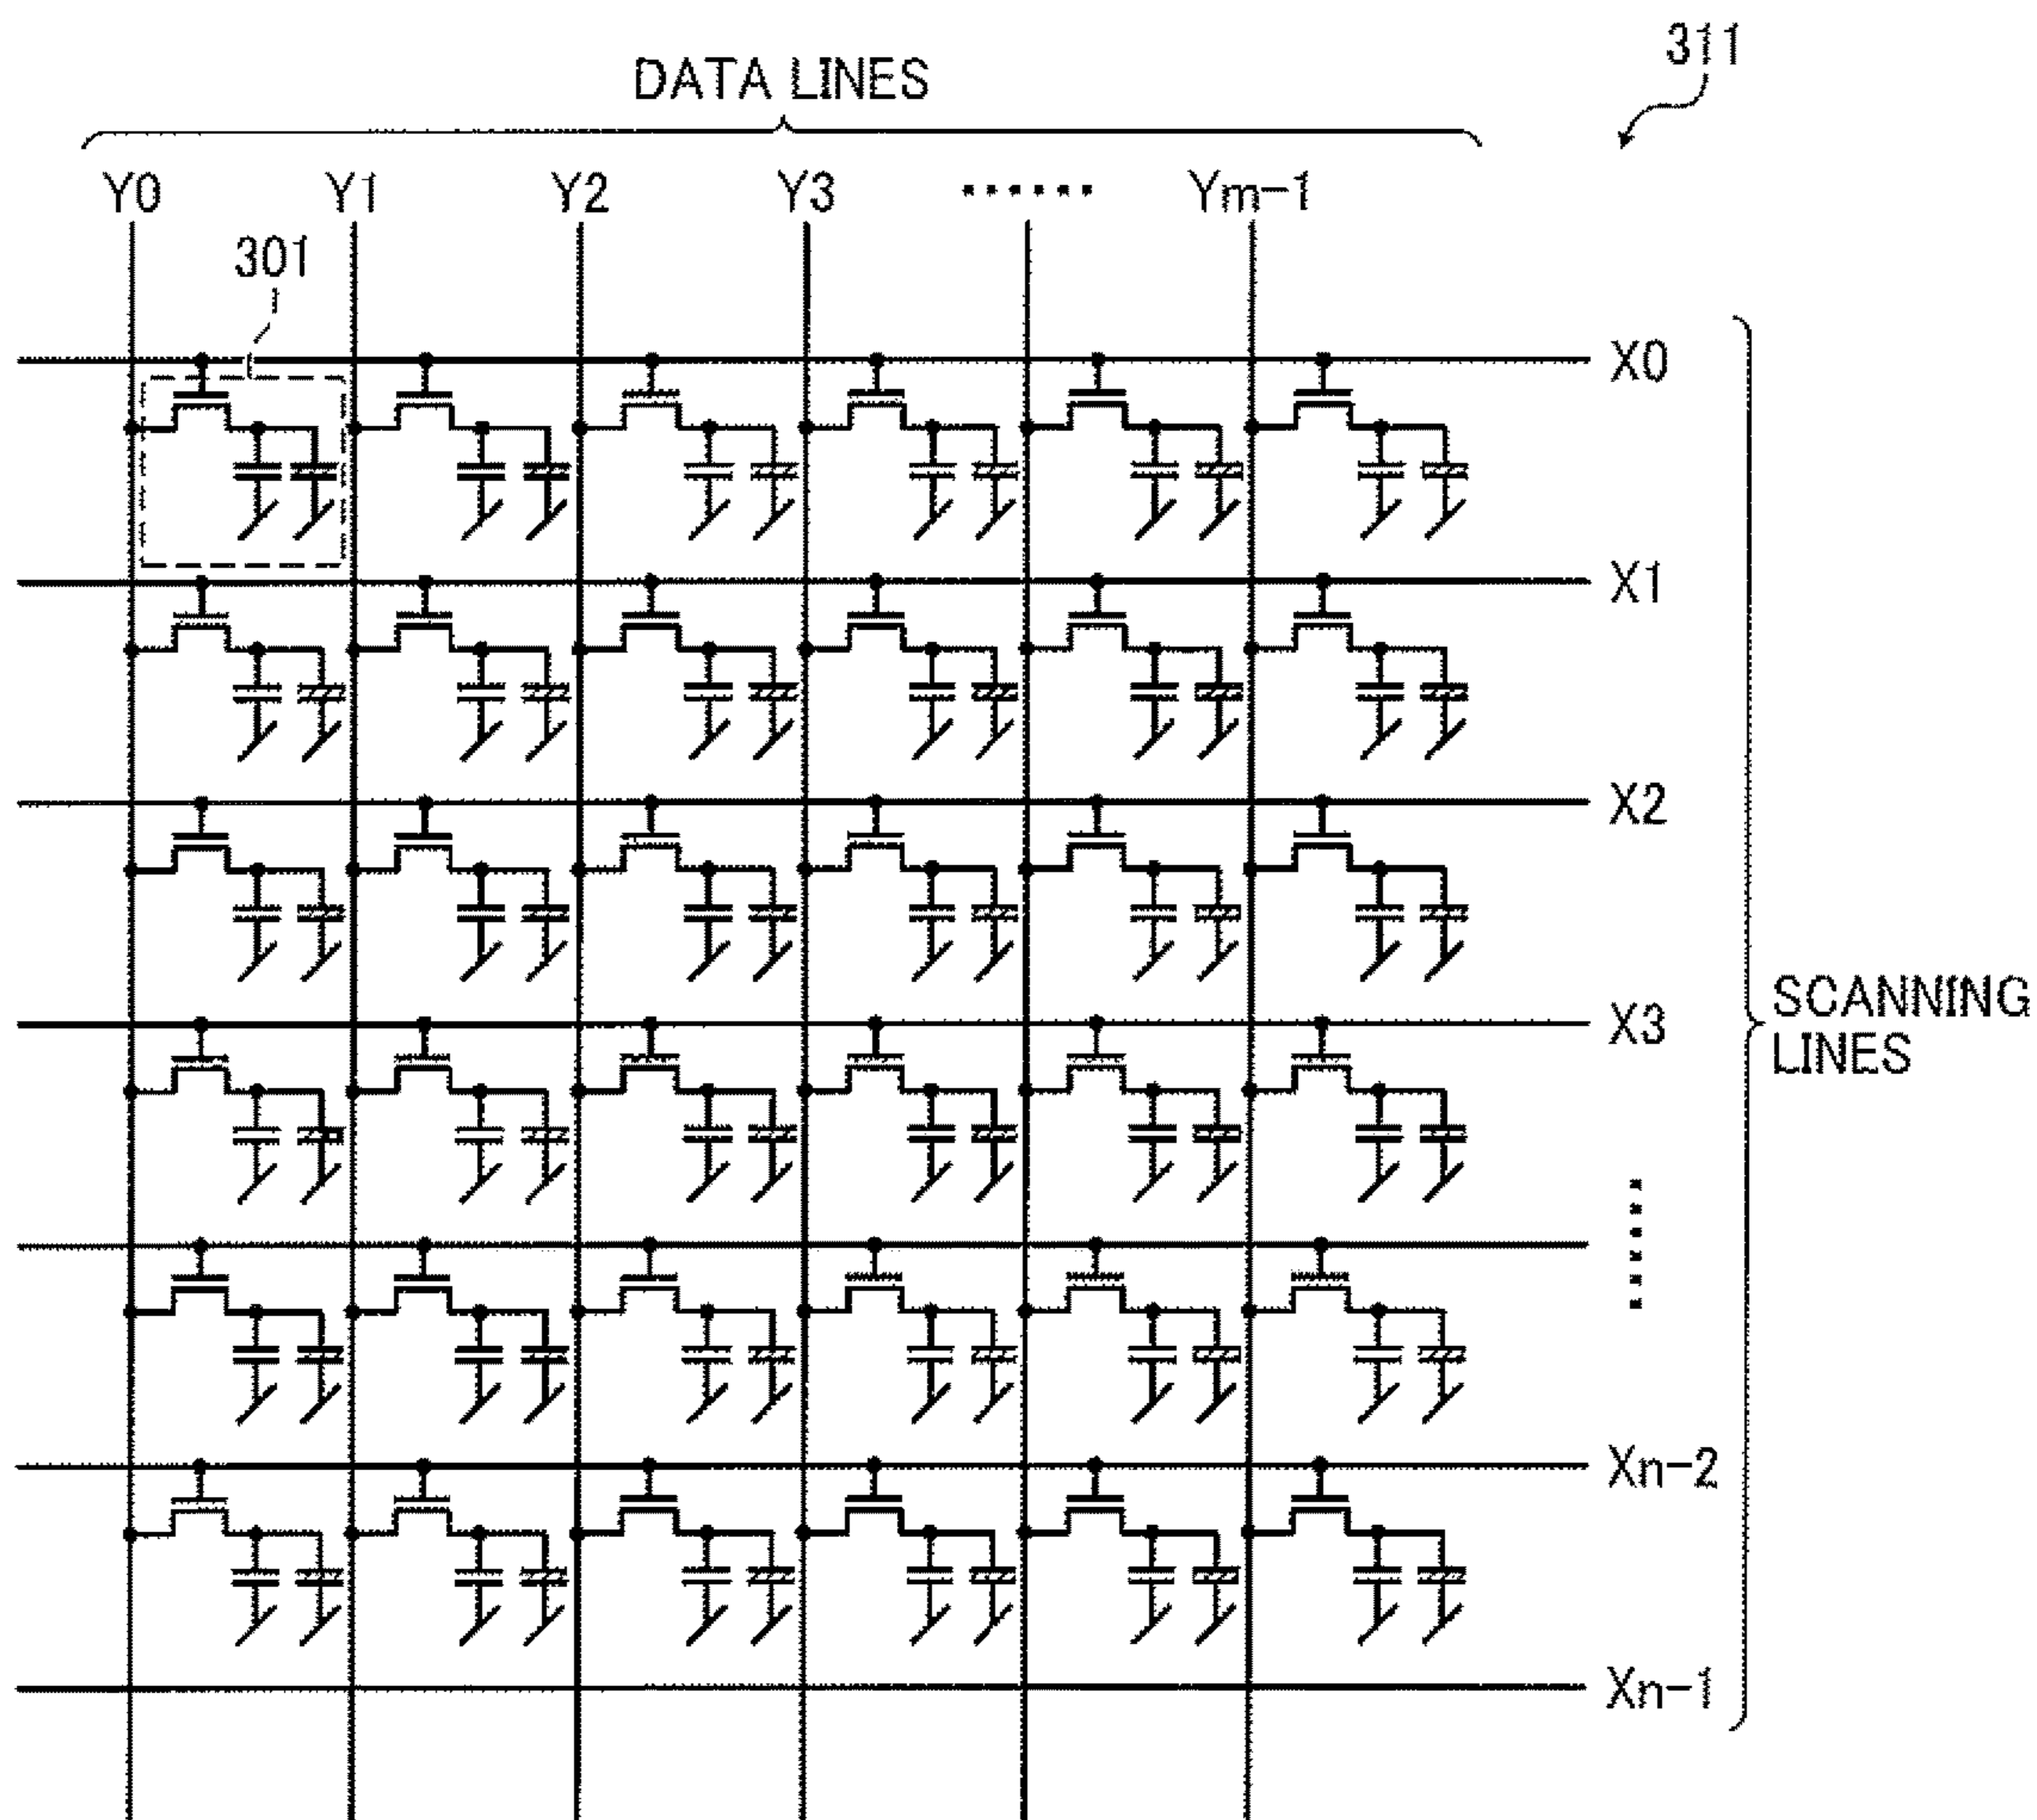 311
DATA LINES
Y0 Y1 Y2 Y3 ...... Ym-1
301
X0
X1
X2
X3
SCANNING
LINES
......
Xn-2
Xn-1